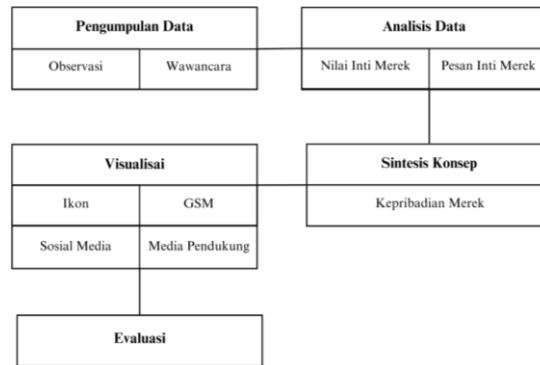 Pengumpulan Data
Observasi
Wawancara
Analisis Data
Nilai Inti Merek
Pesan Inti Merek
Visualisai
Ikon
GSM
Sosial Media
Media Pendukung
Sintesis Konsep
Kepribadian Merek
Evaluasi